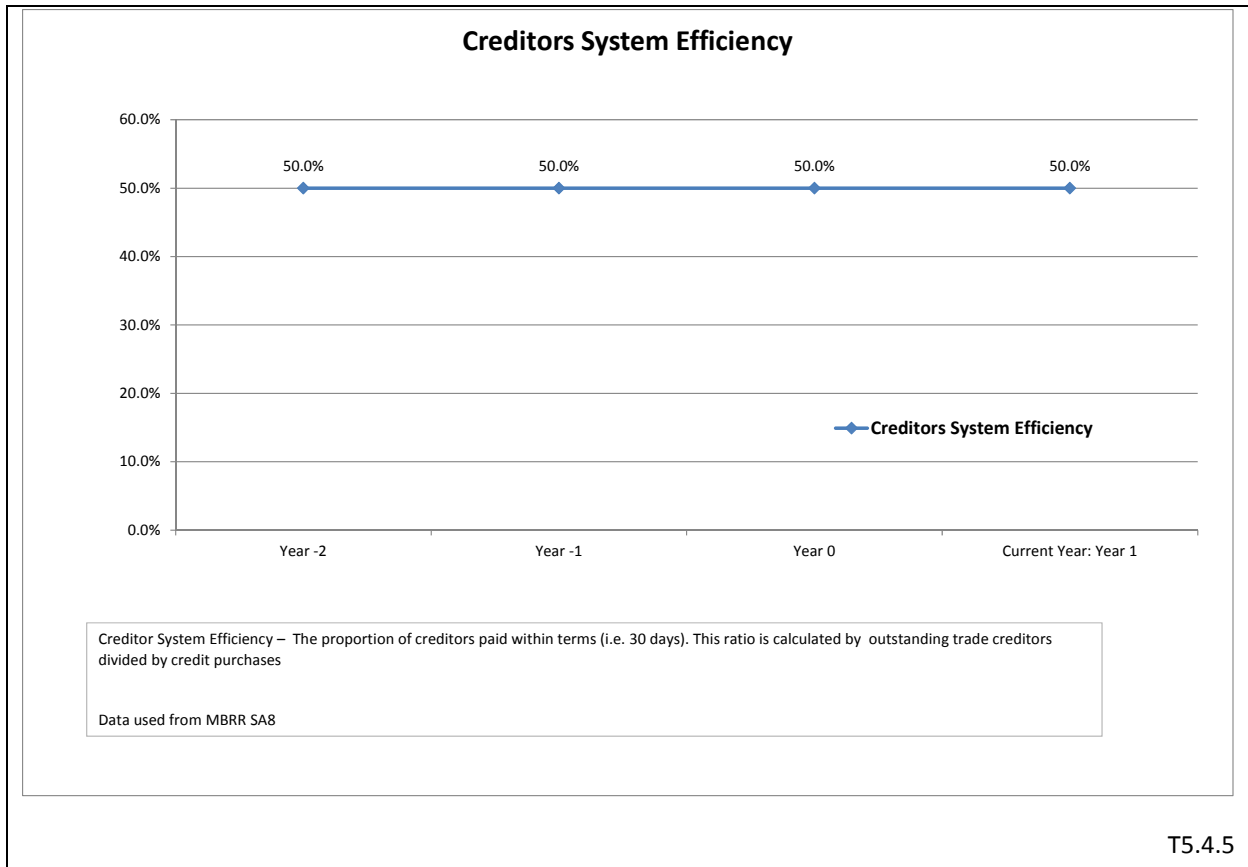 Creditors System Efficiency
60.0%
50.0%
40.0%
30.0%
20.0%
10.0%
0.0%
50.0% 50.0% 50.0% 50.0%
Creditors System Efficiency
Year -2 Year -1 Year 0 Current Year: Year 1
Creditor System Efficiency – The proportion of creditors paid within terms (i.e. 30 days). This ratio is calculated by outstanding trade creditors
divided by credit purchases
Data used from MBRR SA8
T5.4.5